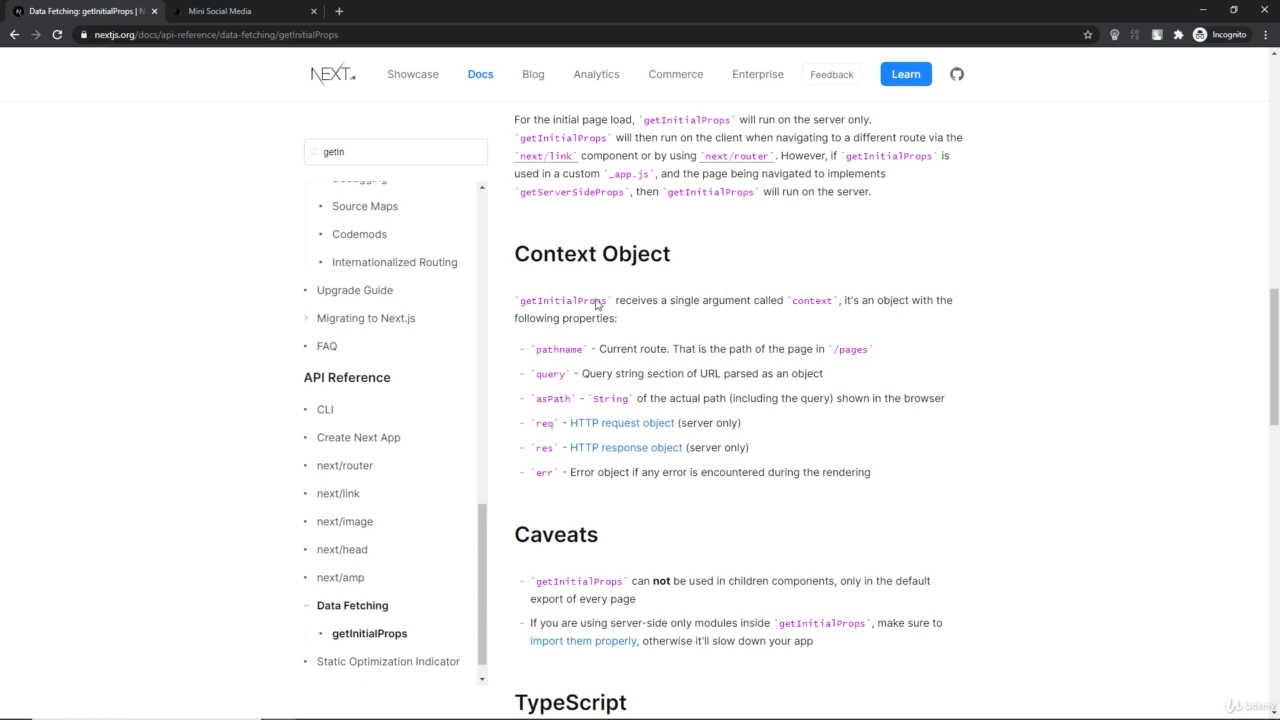 Data Fetching: getInitialProps | N
Mini Social Media
nextjs.org/docs/api-reference/data-fetching/getInitialProps
Incognito
NEXT.
Showcase
Docs
Blog
Analytics
Commerce
Enterprise
Feedback
Learn
getIn
Debugging
Source Maps
Codemods
Internationalized Routing
Upgrade Guide
Migrating to Next.js
FAQ
API Reference
CLI
Create Next App
next/router
next/link
next/image
next/head
next/amp
Data Fetching
getInitialProps
Static Optimization Indicator
For the initial page load, `getInitialProps` will run on the server only.
`getInitialProps` will then run on the client when navigating to a different route via the
`next/link` component or by using `next/router`. However, if `getInitialProps` is
used in a custom `_app.js`, and the page being navigated to implements
`getServerSideProps`, then `getInitialProps` will run on the server.
Context Object
`getInitialProps` receives a single argument called `context`, it's an object with the
following properties:
- `pathname` - Current route. That is the path of the page in `/pages`
- `query` - Query string section of URL parsed as an object
- `asPath` - `String` of the actual path (including the query) shown in the browser
- `req` - HTTP request object (server only)
- `res` - HTTP response object (server only)
- `err` - Error object if any error is encountered during the rendering
Caveats
- `getInitialProps` can not be used in children components, only in the default
export of every page
- If you are using server-side only modules inside `getInitialProps`, make sure to
import them properly, otherwise it'll slow down your app
TypeScript
Udemy